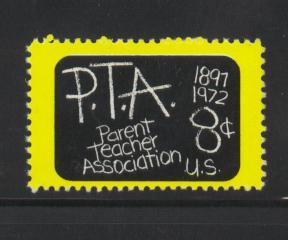 P.T.A.
1897
1972
8¢
Parent
Teacher
Association
U.S.